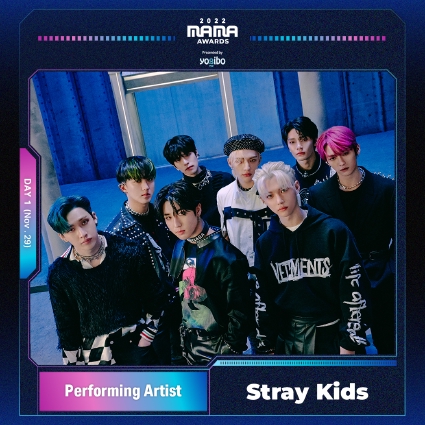 2022
MAMA
AWARDS
Presented by
yogibo
DAY 1 (Nov. 29)
VETEMENTS
Performing Artist
Stray Kids